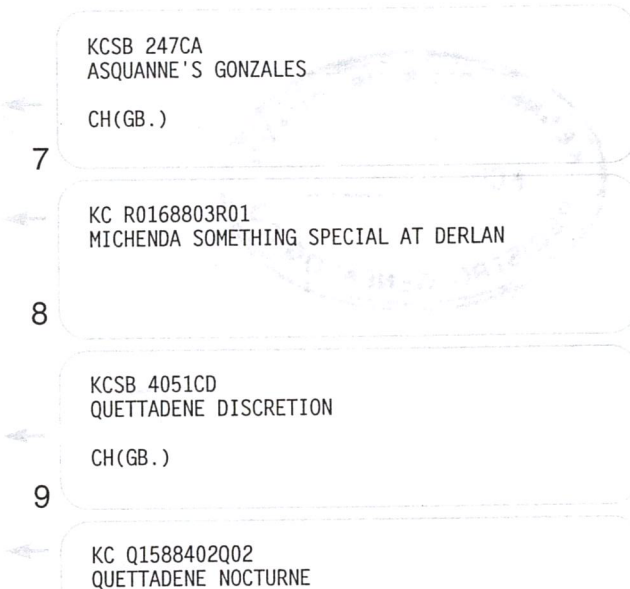 KCSB 247CA
ASQUANNE'S GONZALES
CH(GB.)
7
KC R0168803R01
MICHENDA SOMETHING SPECIAL AT DERLAN
8
KCSB 4051CD
QUETTADENE DISCRETION
CH(GB.)
9
KC Q1588402Q02
QUETTADENE NOCTURNE